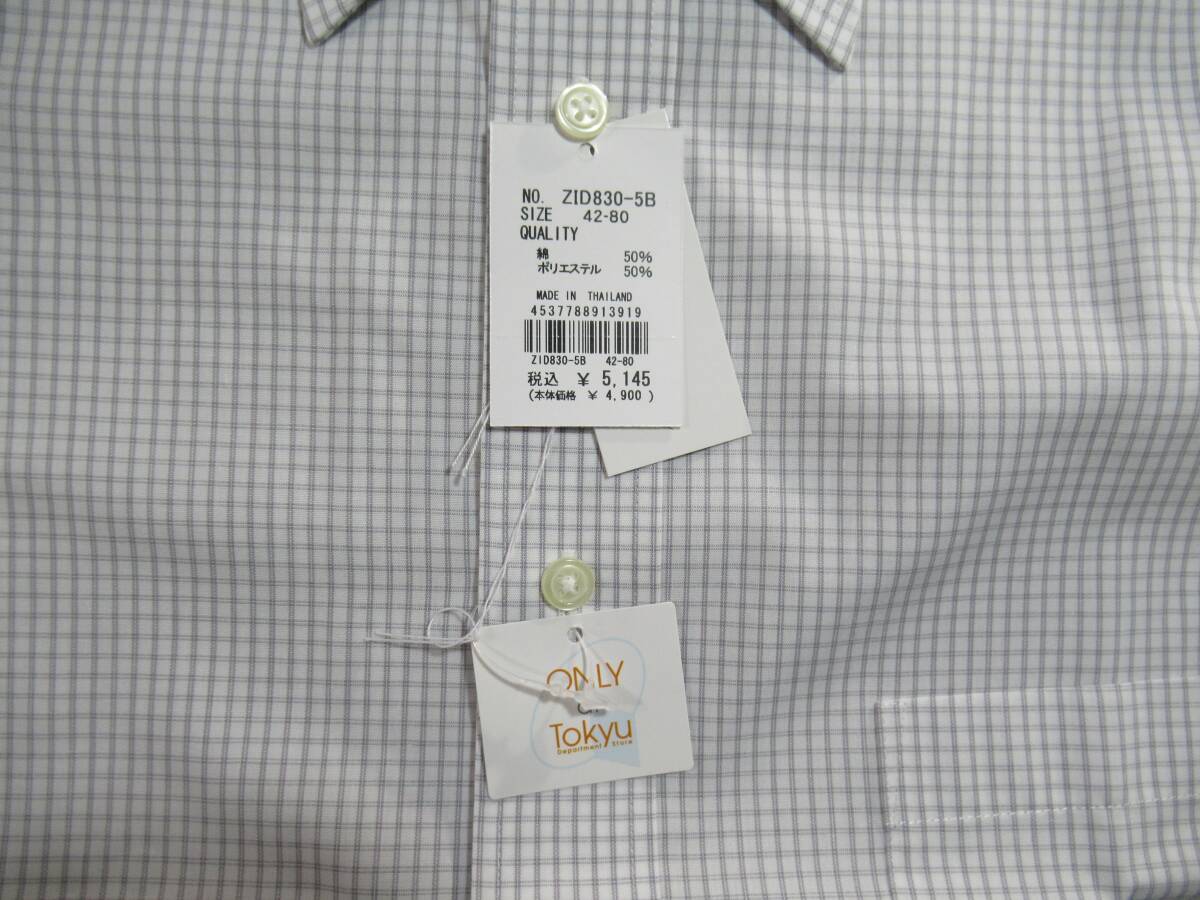 NO. ZID830-5B
SIZE 42-80
QUALITY
綿 50%
ポリエステル 50%
MADE IN THAILAND
4537788913919
ZID830-5B 42-80
税込 ¥ 5,145
(本体価格 ¥ 4,900 )
ONLY
Tokyu
Department Store